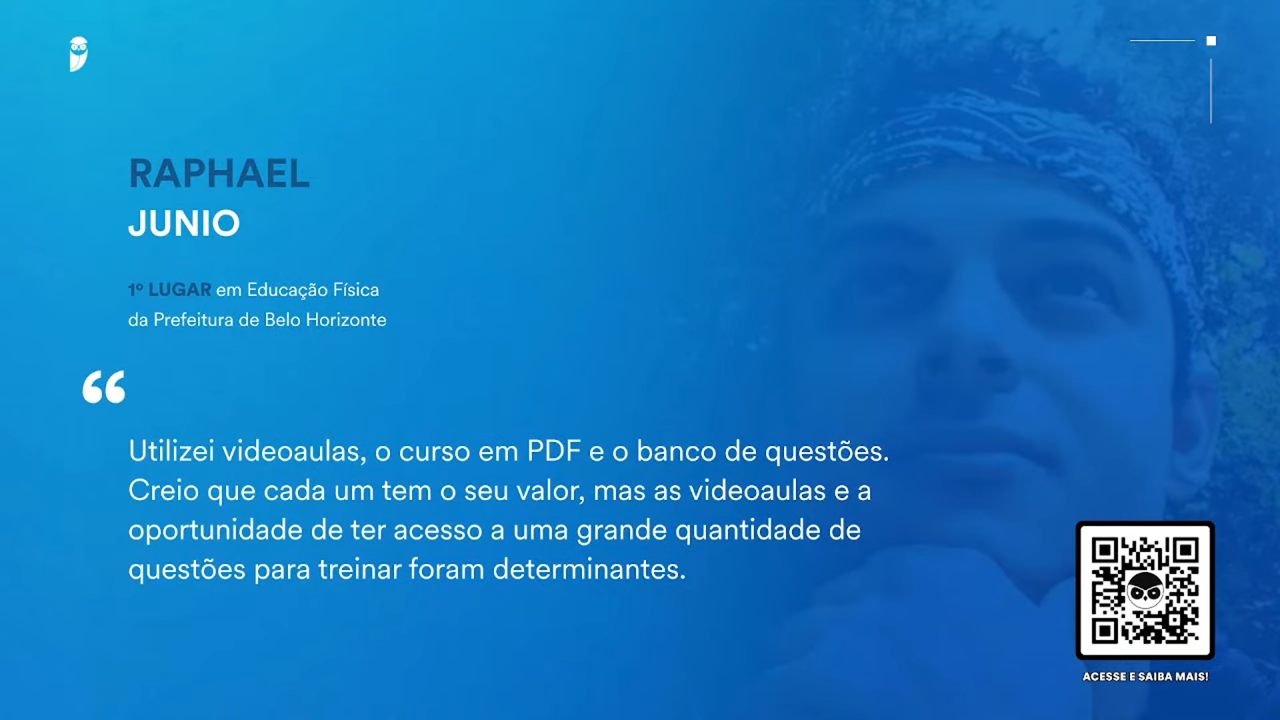 RAPHAEL
JUNIO
1º LUGAR em Educação Física
da Prefeitura de Belo Horizonte
“
Utilizei videoaulas, o curso em PDF e o banco de questões.
Creio que cada um tem o seu valor, mas as videoaulas e a
oportunidade de ter acesso a uma grande quantidade de
questões para treinar foram determinantes.
ACESSE E SAIBA MAIS!